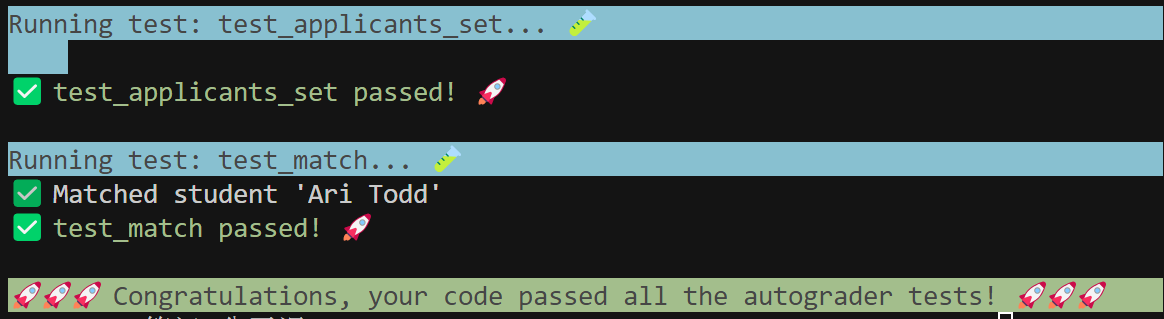 Running test: test_applicants_set... 🧪
✅ test_applicants_set passed! 🚀
Running test: test_match... 🧪
✅ Matched student 'Ari Todd'
✅ test_match passed! 🚀
🚀🚀🚀 Congratulations, your code passed all the autograder tests! 🚀🚀🚀